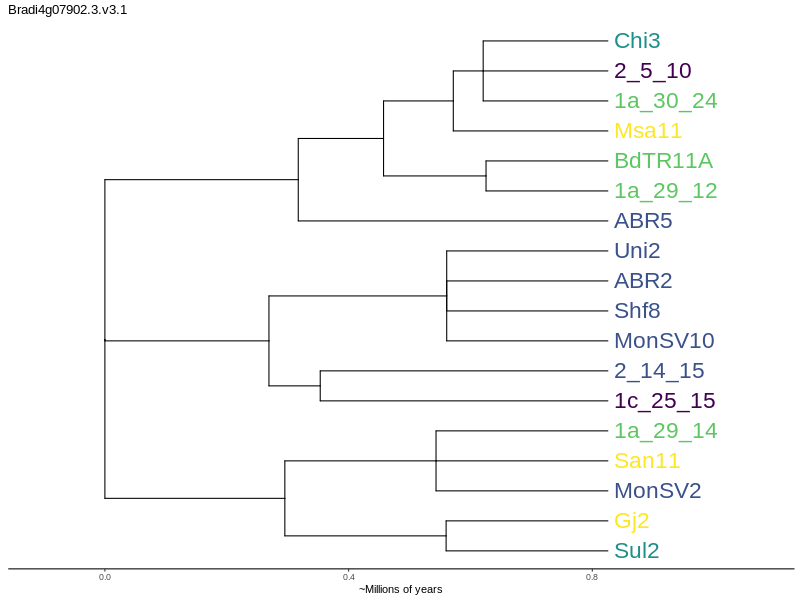 Bradi4g07902.3.v3.1
Chi3
2_5_10
1a_30_24
Msa11
BdTR11A
1a_29_12
ABR5
Uni2
ABR2
Shf8
MonSV10
2_14_15
1c_25_15
1a_29_14
San11
MonSV2
Gj2
Sul2
0.0 0.4 0.8
~Millions of years